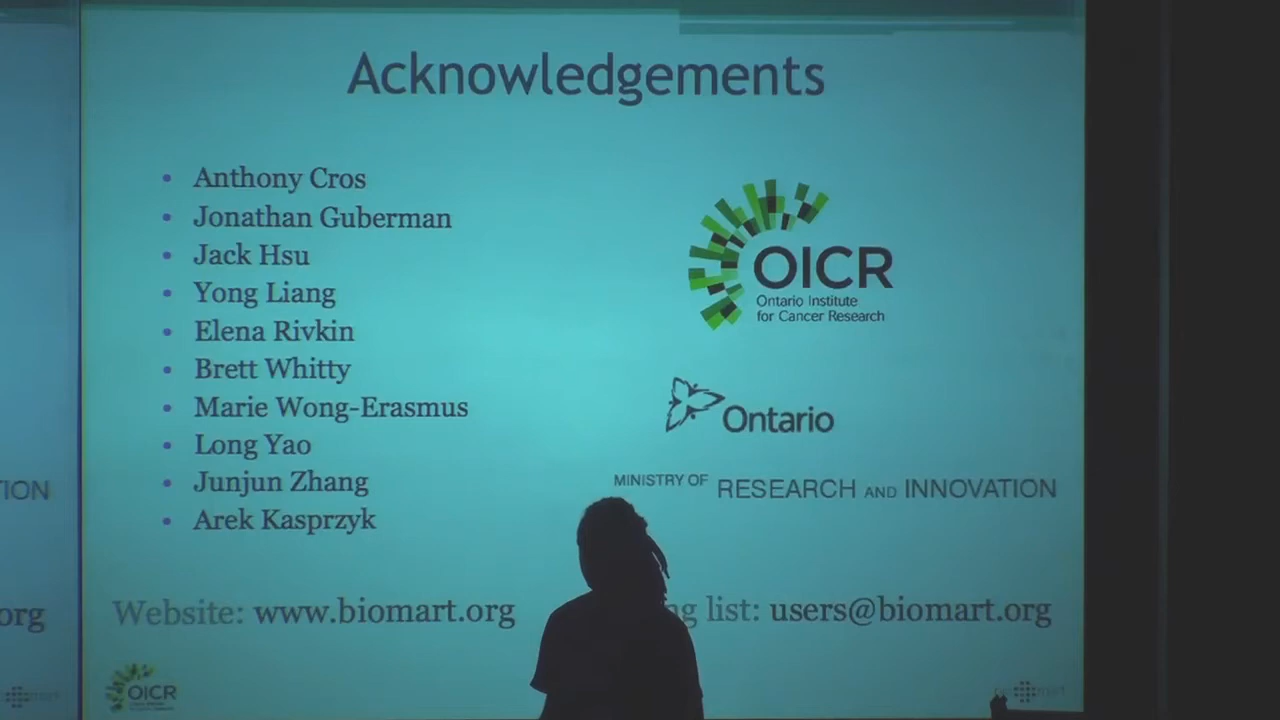 Acknowledgements
• Anthony Cros
• Jonathan Guberman
• Jack Hsu
• Yong Liang
• Elena Rivkin
• Brett Whitty
• Marie Wong-Erasmus
• Long Yao
• Junjun Zhang
• Arek Kasprzyk
OICR
Ontario Institute
for Cancer Research
Ontario
MINISTRY OF RESEARCH AND INNOVATION
TION
org
Website: www.biomart.org
g list: users@biomart.org
OICR